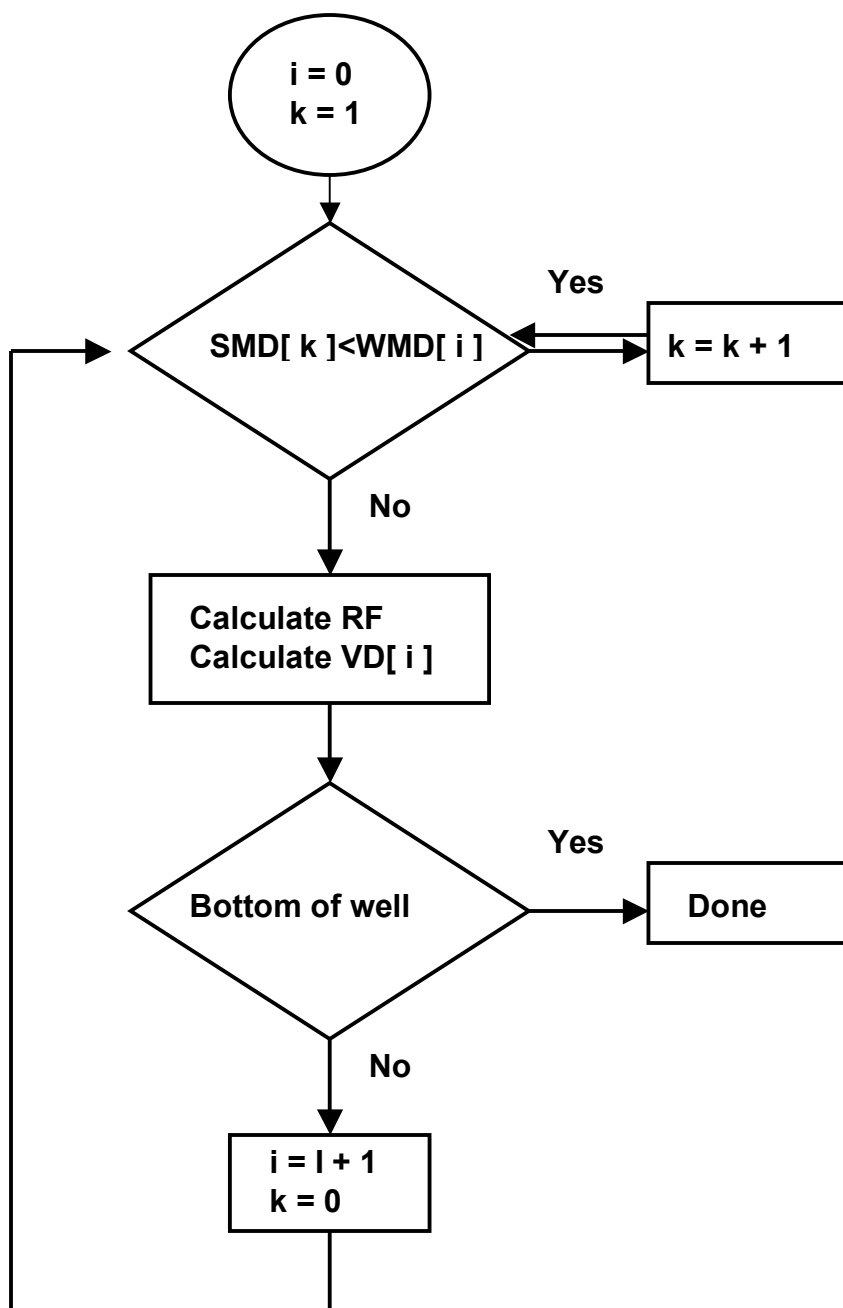 i = 0
k = 1
Yes
SMD[ k ]<WMD[ i ]
k = k + 1
No
Calculate RF
Calculate VD[ i ]
Yes
Bottom of well
Done
No
i = I + 1
k = 0